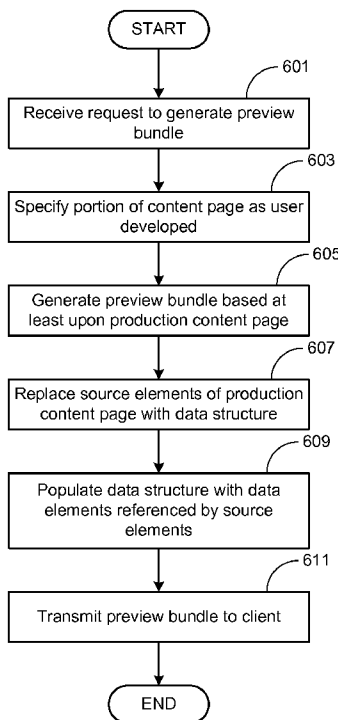 START
601
Receive request to generate preview
bundle
603
Specify portion of content page as user
developed
605
Generate preview bundle based at
least upon production content page
607
Replace source elements of production
content page with data structure
609
Populate data structure with data
elements referenced by source
elements
611
Transmit preview bundle to client
END